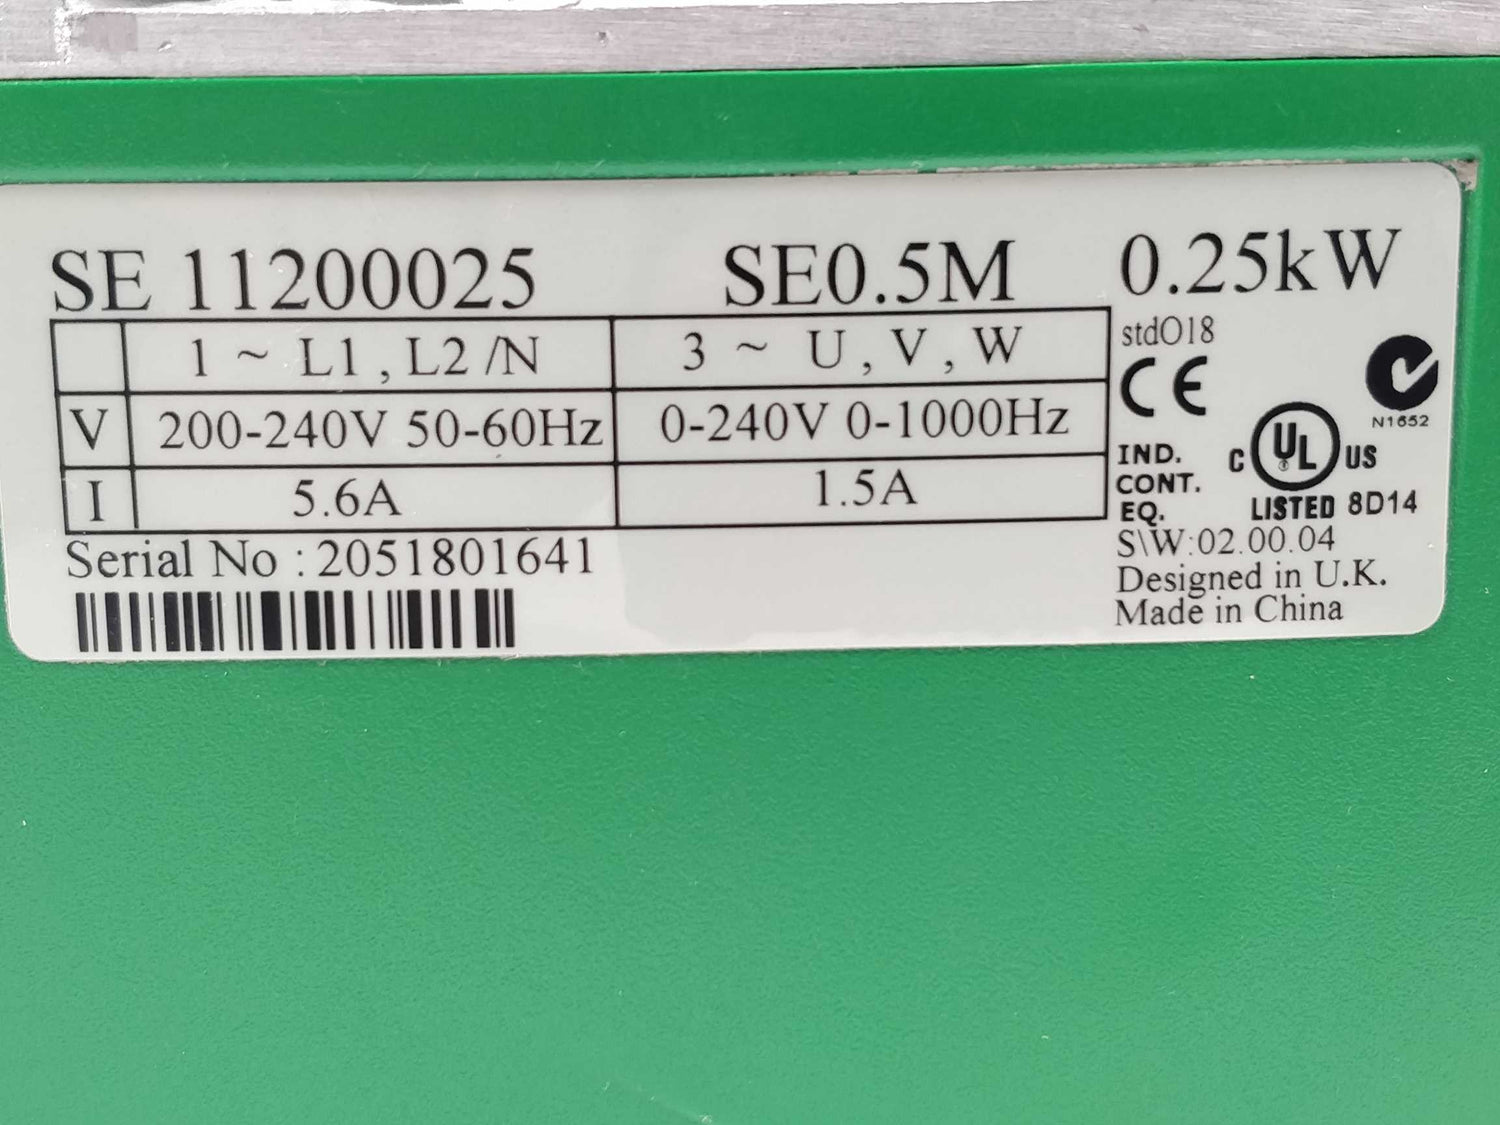 SE 11200025 SE0.5M 0.25kW
1 ~ L1 , L2 /N 3 ~ U , V , W
V 200-240V 50-60Hz 0-240V 0-1000Hz
I 5.6A 1.5A
Serial No : 2051801641
stdO18
CE
N1652
IND.
CONT.
EQ.
C UL US
LISTED 8D14
S\W:02.00.04
Designed in U.K.
Made in China